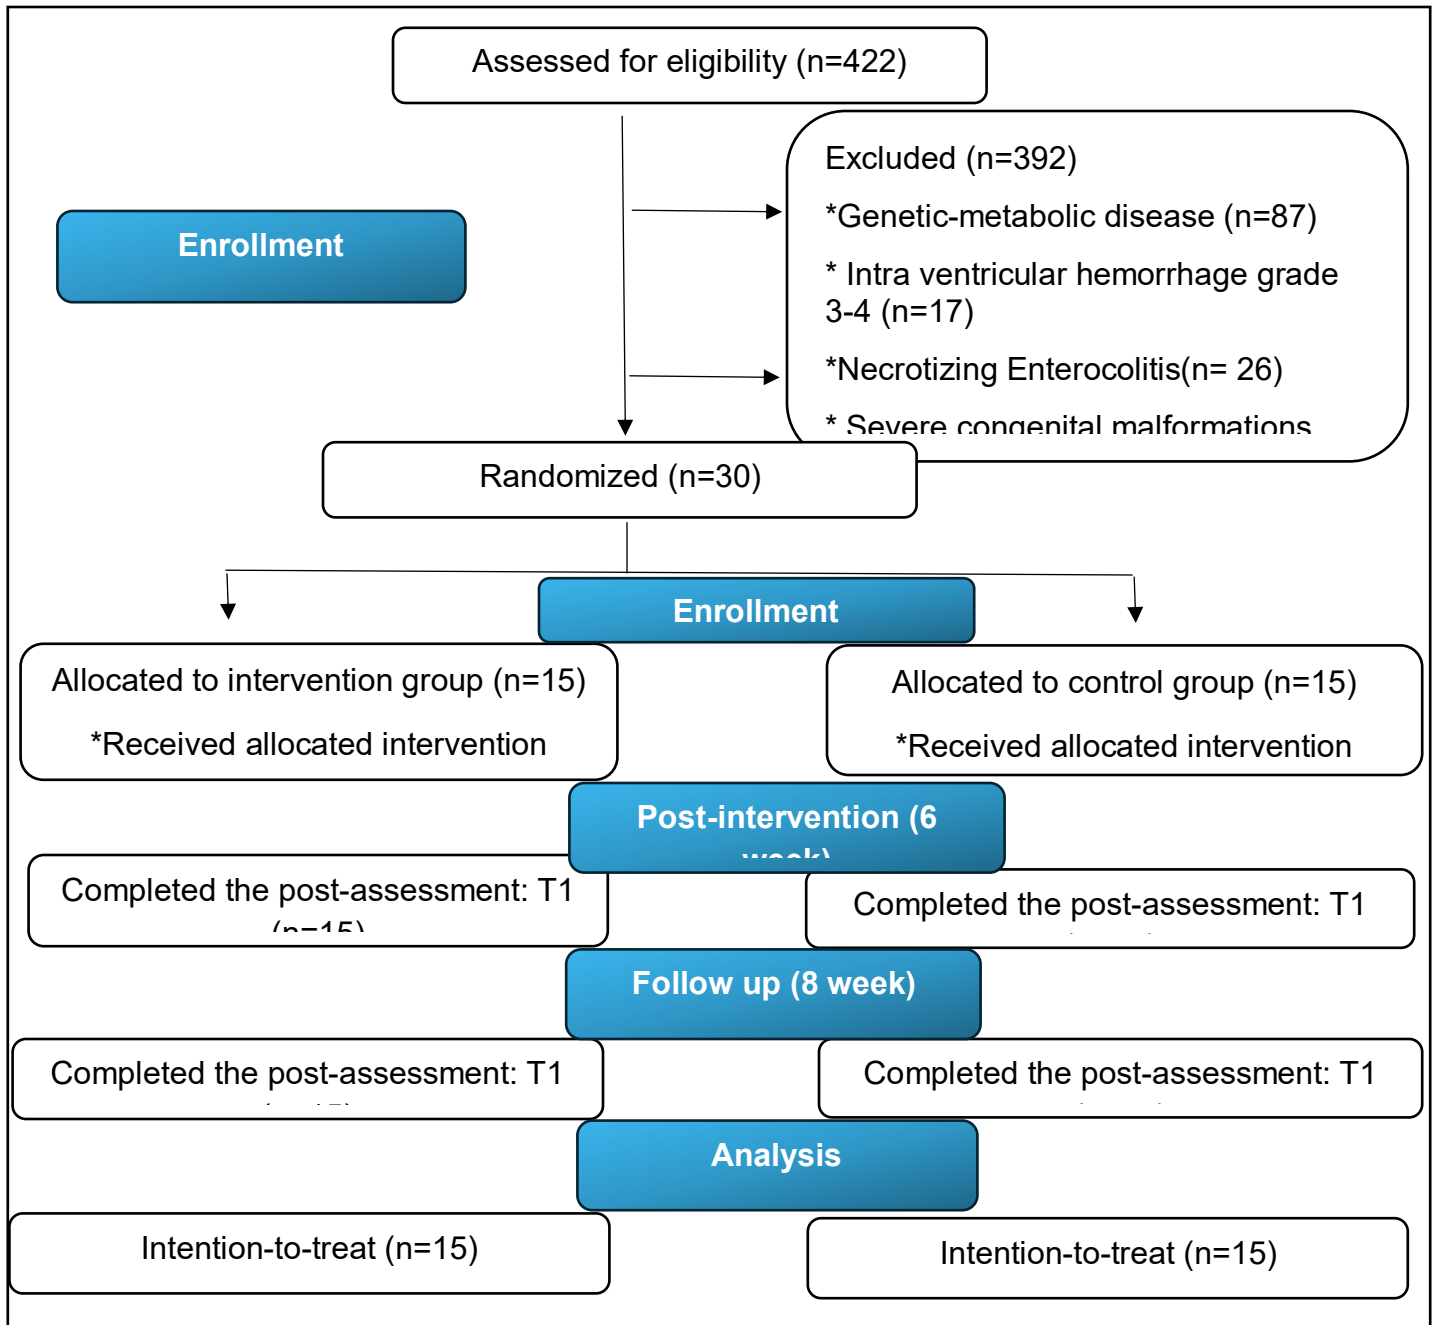 Assessed for eligibility (n=422)
Excluded (n=392)
*Genetic-metabolic disease (n=87)
* Intra ventricular hemorrhage grade
3-4 (n=17)
*Necrotizing Enterocolitis(n= 26)
* Severe congenital malformations
Enrollment
Randomized (n=30)
Enrollment
Allocated to intervention group (n=15)
*Received allocated intervention
Allocated to control group (n=15)
*Received allocated intervention
Post-intervention (6
week)
Completed the post-assessment: T1
(n=15)
Completed the post-assessment: T1
Follow up (8 week)
Completed the post-assessment: T1
Completed the post-assessment: T1
Analysis
Intention-to-treat (n=15)
Intention-to-treat (n=15)